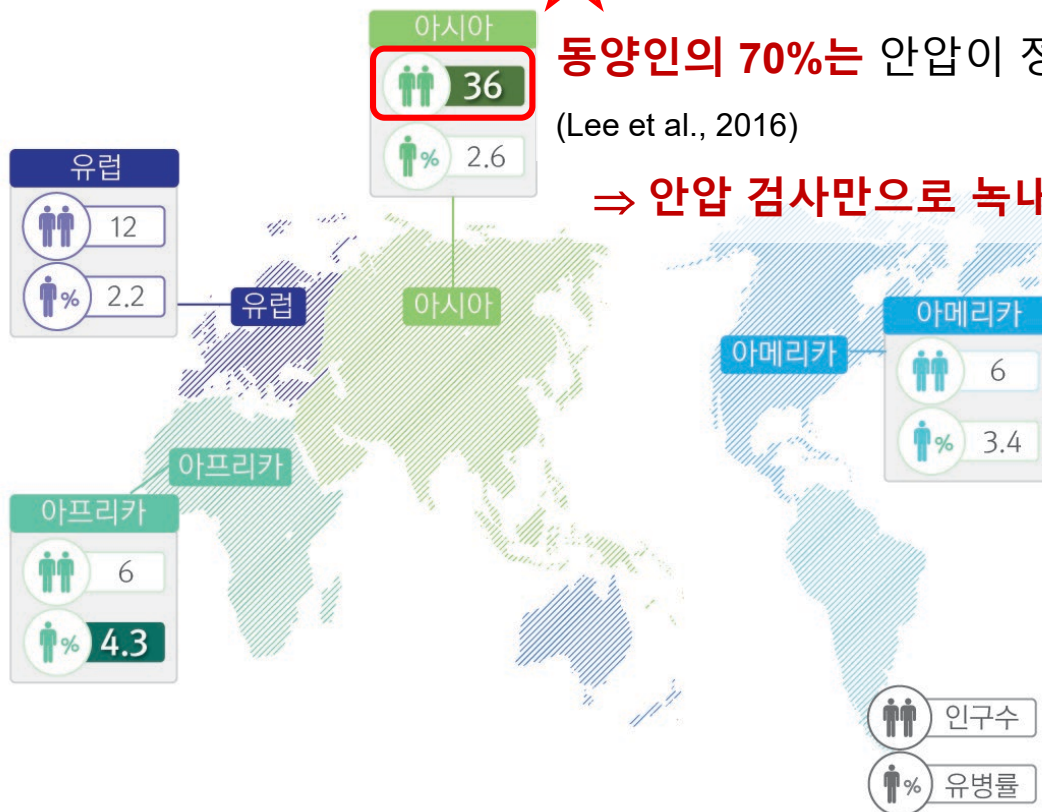 아시아
36
2.6
동양인의 70%는 안압이 정
(Lee et al., 2016)
⇒ 안압 검사만으로 녹내
유럽
12
% 2.2
유럽
아시아
아메리카
아메리카
6
% 3.4
아프리카
아프리카
6
% 4.3
인구수
% 유병률